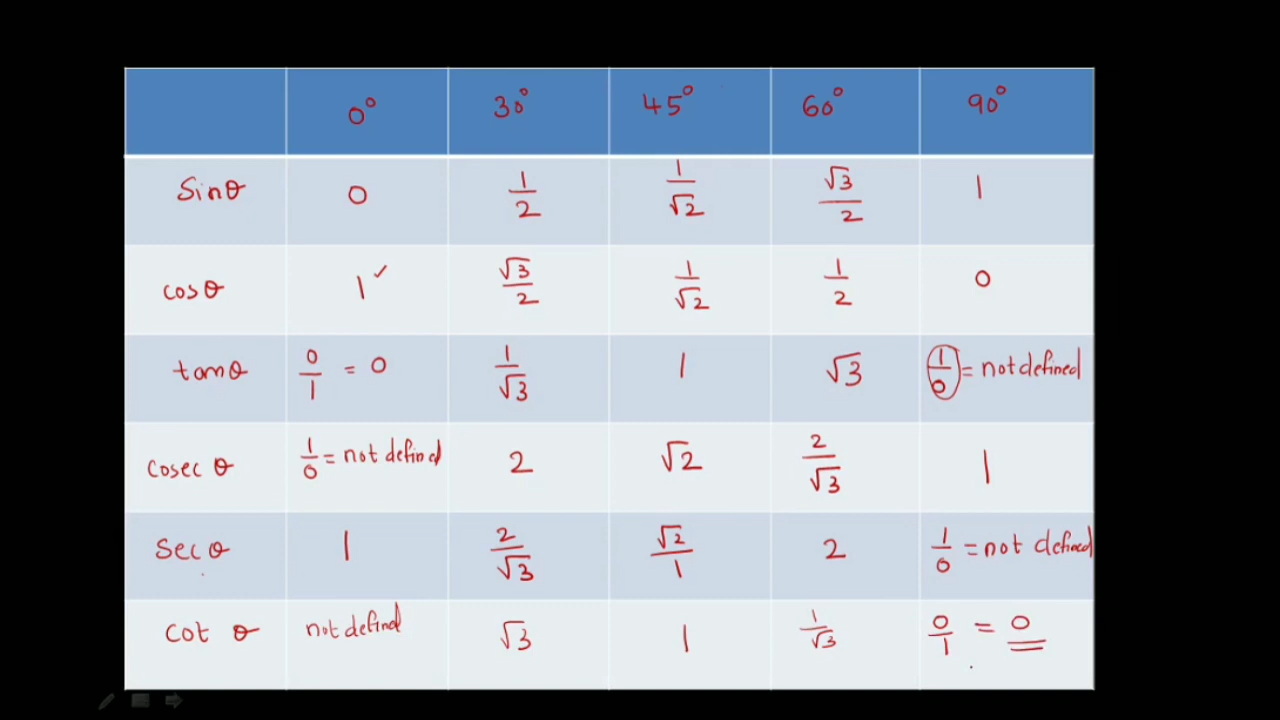 0° 30° 45° 60° 90°
Sinθ 0 1/2 1/√2 √3/2 1
cosθ 1✓ √3/2 1/√2 1/2 0
tanθ 0/1 = 0 1/√3 1 √3 1/0 = not defined
cosec θ 1/0 = not defined 2 √2 2/√3 1
Sec θ 1 2/√3 √2/1 2 1/0 = not defined
Cot θ not defined √3 1 1/√3 0/1 = 0